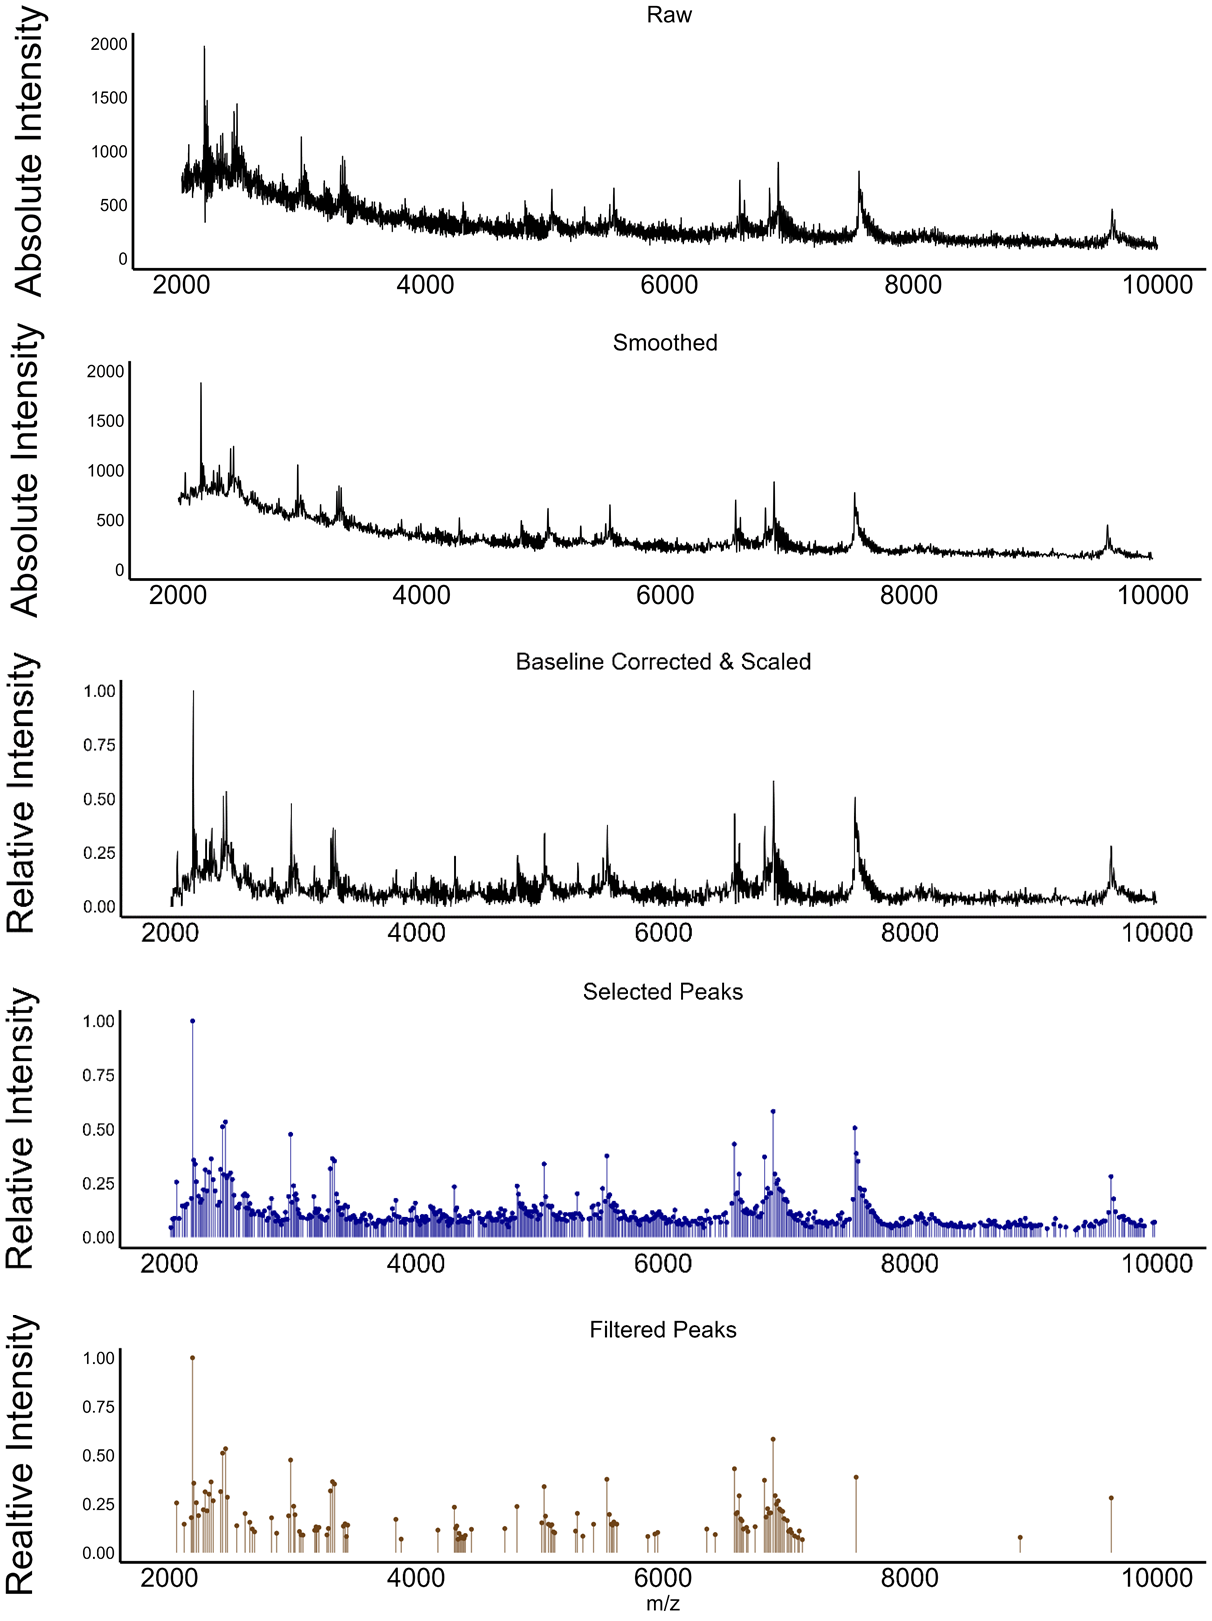 Raw
Absolute Intensity
2000
1500
1000
500
0
2000 4000 6000 8000 10000
Smoothed
Absolute Intensity
2000
1500
1000
500
0
2000 4000 6000 8000 10000
Baseline Corrected & Scaled
Relative Intensity
1.00
0.75
0.50
0.25
0.00
2000 4000 6000 8000 10000
Selected Peaks
Relative Intensity
1.00
0.75
0.50
0.25
0.00
2000 4000 6000 8000 10000
Filtered Peaks
Realtive Intensity
1.00
0.75
0.50
0.25
0.00
2000 4000 6000 8000 10000
m/z